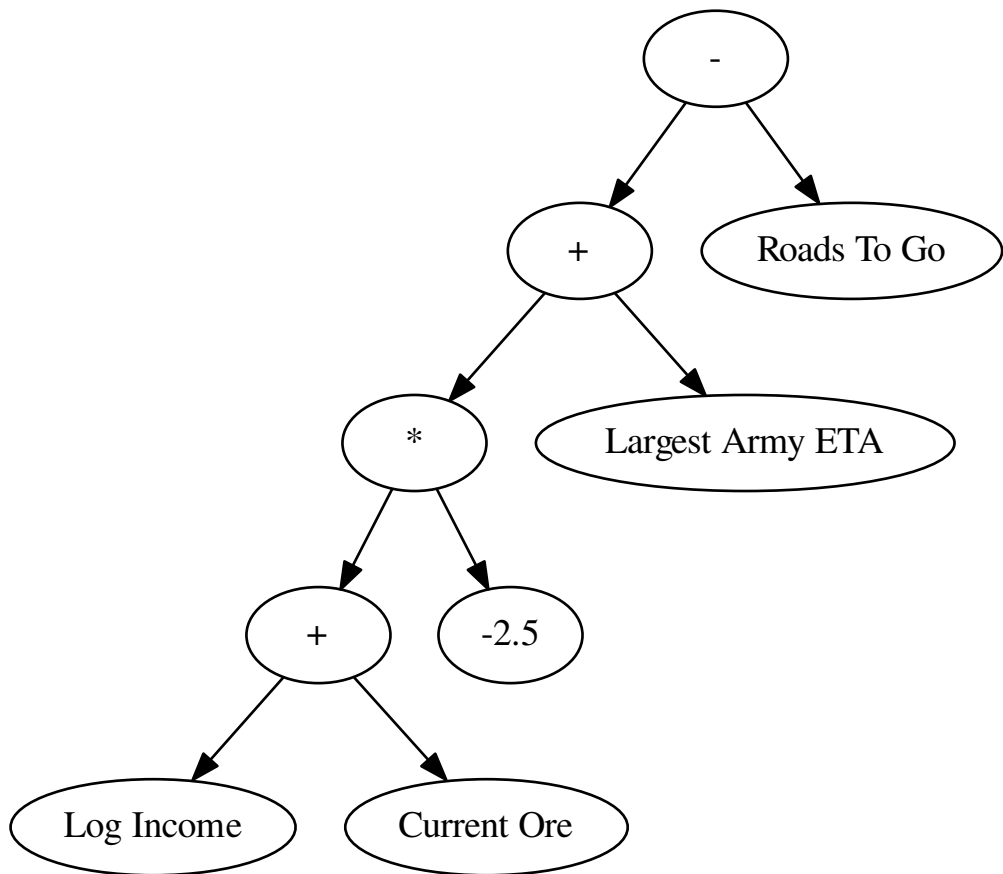 -
+
Roads To Go
*
Largest Army ETA
+
-2.5
Log Income
Current Ore